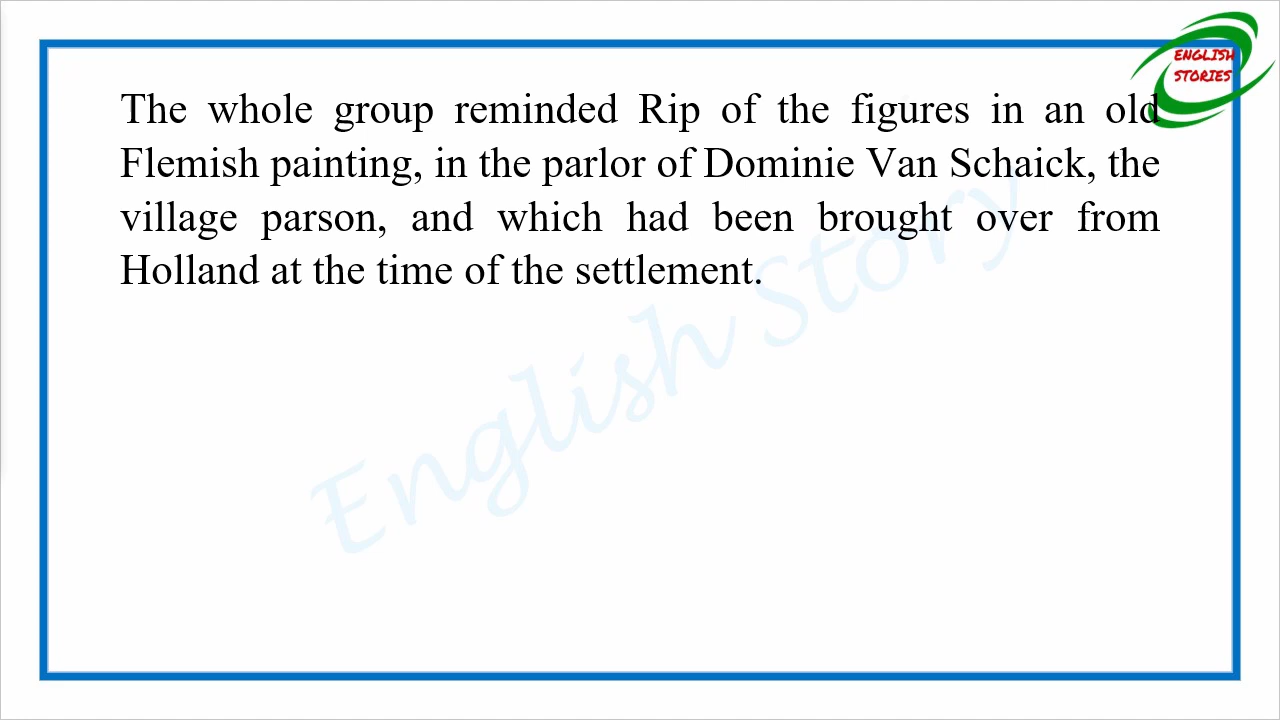 ENGLISH
STORIES
The whole group reminded Rip of the figures in an old
Flemish painting, in the parlor of Dominie Van Schaick, the
village parson, and which had been brought over from
Holland at the time of the settlement.
English Story